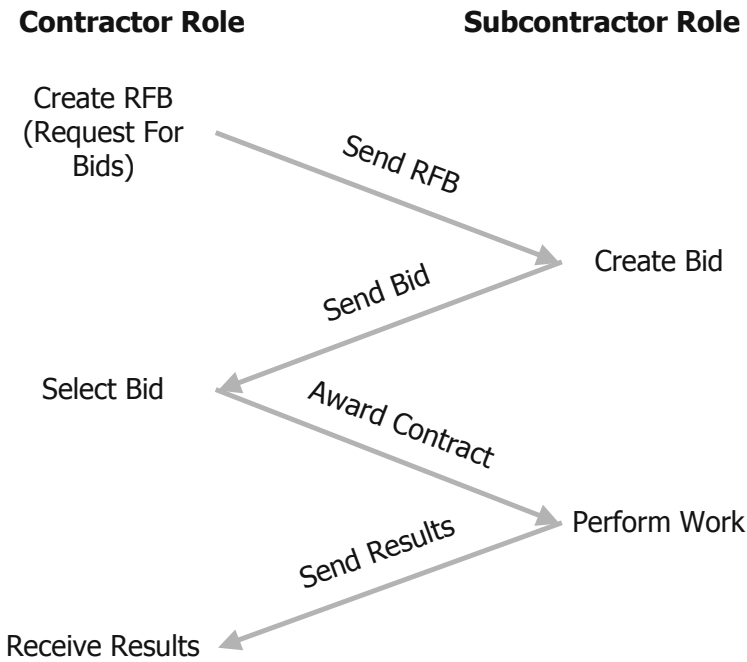 Contractor Role
Subcontractor Role
Create RFB
(Request For
Bids)
Send RFB
Create Bid
Send Bid
Select Bid
Award Contract
Perform Work
Send Results
Receive Results